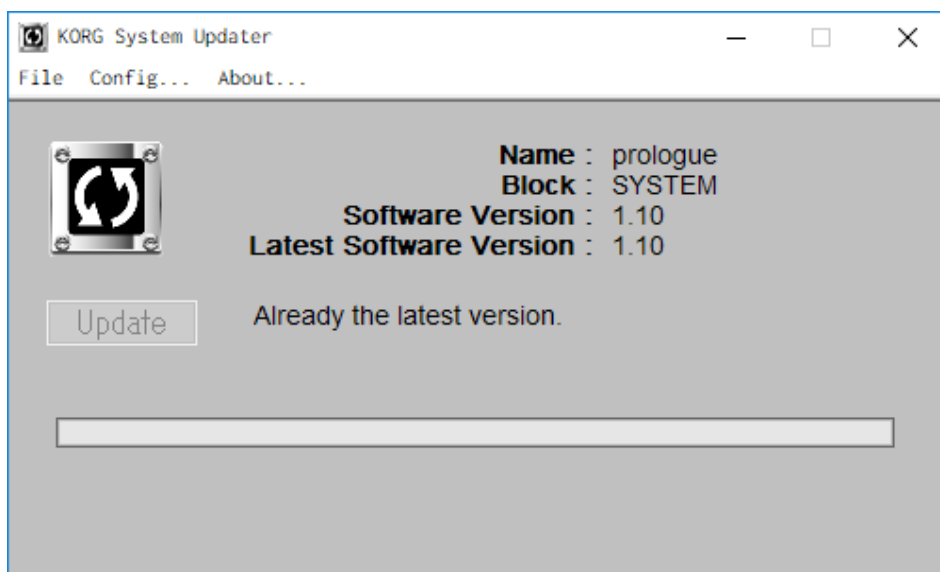 KORG System Updater
File Config... About...
Name : prologue
Block : SYSTEM
Software Version : 1.10
Latest Software Version : 1.10
Update
Already the latest version.